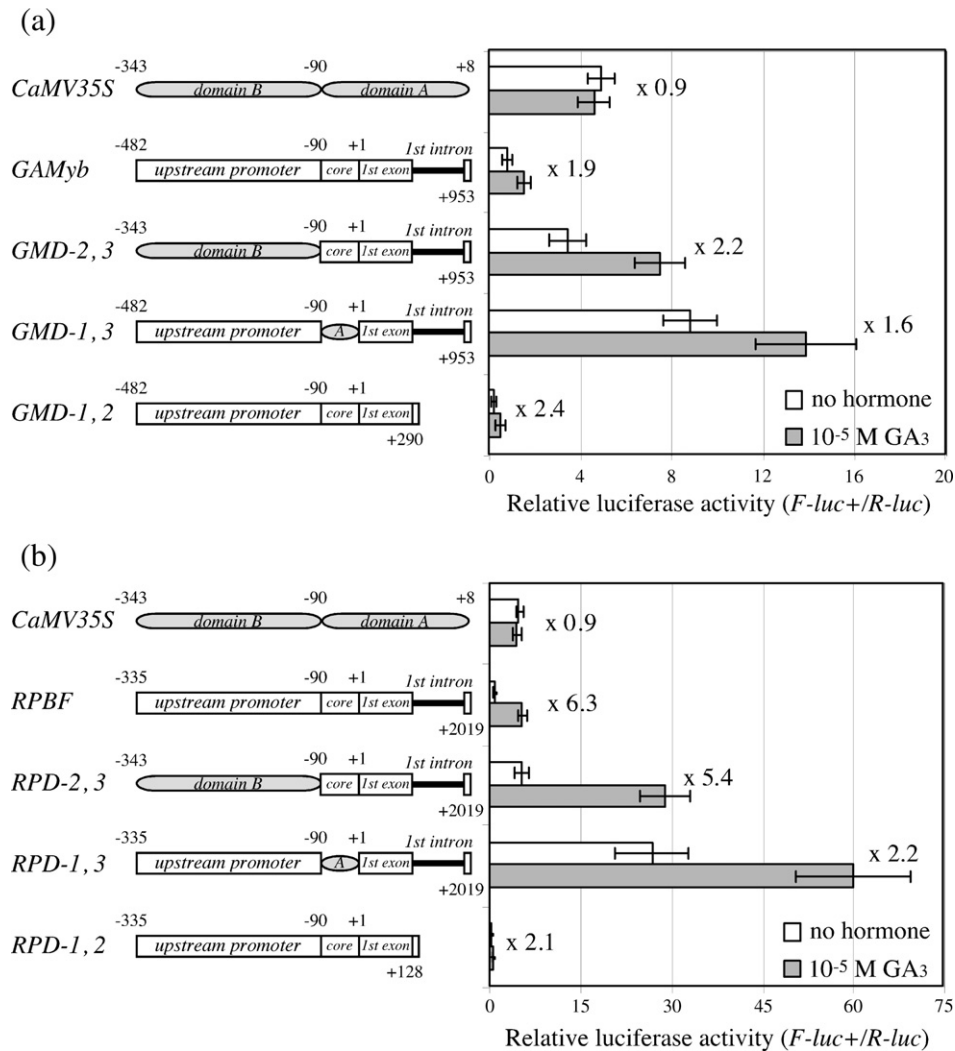 (a)
-343 -90 +8
CaMV35S domain B domain A x 0.9
-482 -90 +1 1st intron
GAMyb upstream promoter core 1st exon x 1.9
+953
-343 -90 +1 1st intron
GMD-2, 3 domain B core 1st exon x 2.2
+953
-482 -90 +1 1st intron
GMD-1, 3 upstream promoter A 1st exon x 1.6
+953
-482 -90 +1
GMD-1, 2 upstream promoter core 1st exon x 2.4
+290
no hormone
10-5 M GA3
0 4 8 12 16 20
Relative luciferase activity (F-luc+/R-luc)
(b)
-343 -90 +8
CaMV35S domain B domain A x 0.9
-335 -90 +1 1st intron
RPBF upstream promoter core 1st exon x 6.3
+2019
-343 -90 +1 1st intron
RPD-2, 3 domain B core 1st exon x 5.4
+2019
-335 -90 +1 1st intron
RPD-1, 3 upstream promoter A 1st exon x 2.2
+2019
-335 -90 +1
RPD-1, 2 upstream promoter core 1st exon x 2.1
+128
no hormone
10-5 M GA3
0 15 30 45 60 75
Relative luciferase activity (F-luc+/R-luc)